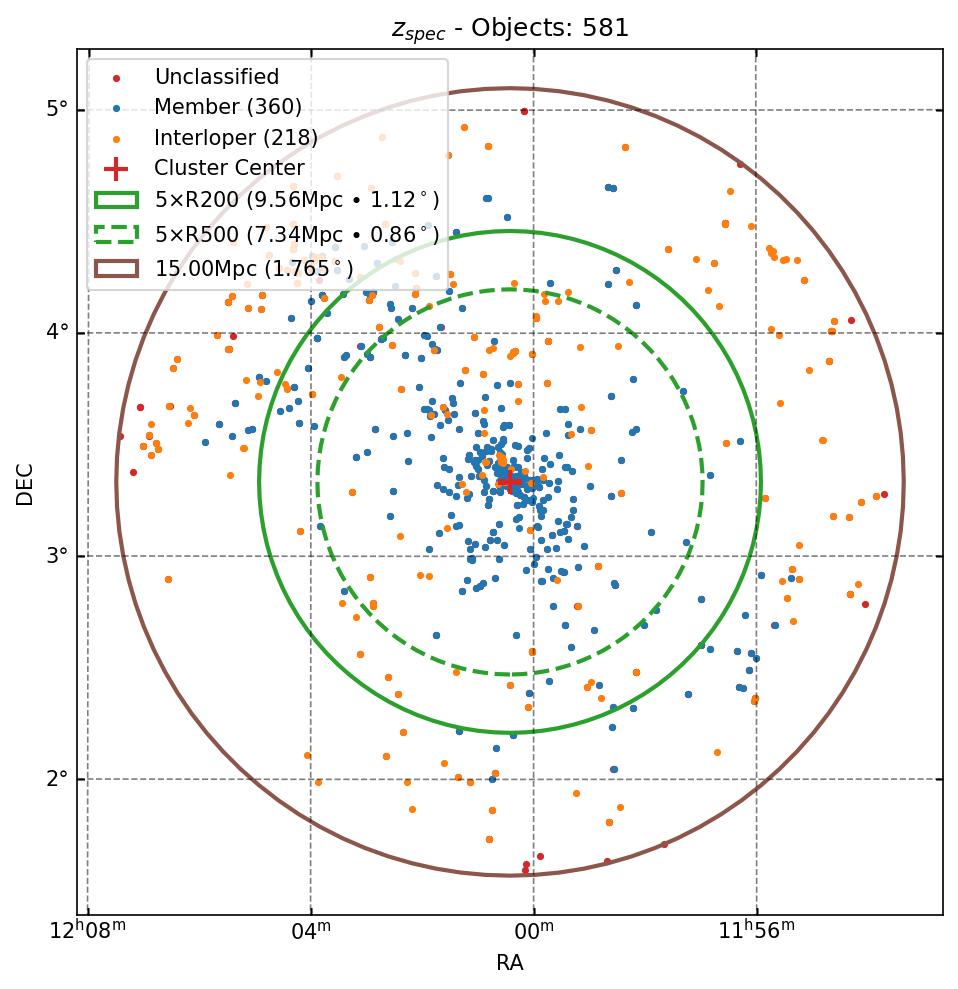 z_spec - Objects: 581
Unclassified
Member (360)
Interloper (218)
Cluster Center
5×R200 (9.56Mpc • 1.12°)
5×R500 (7.34Mpc • 0.86°)
15.00Mpc (1.765°)
5°
4°
3°
2°
DEC
12ʰ08ᵐ 04ᵐ 00ᵐ 11ʰ56ᵐ
RA